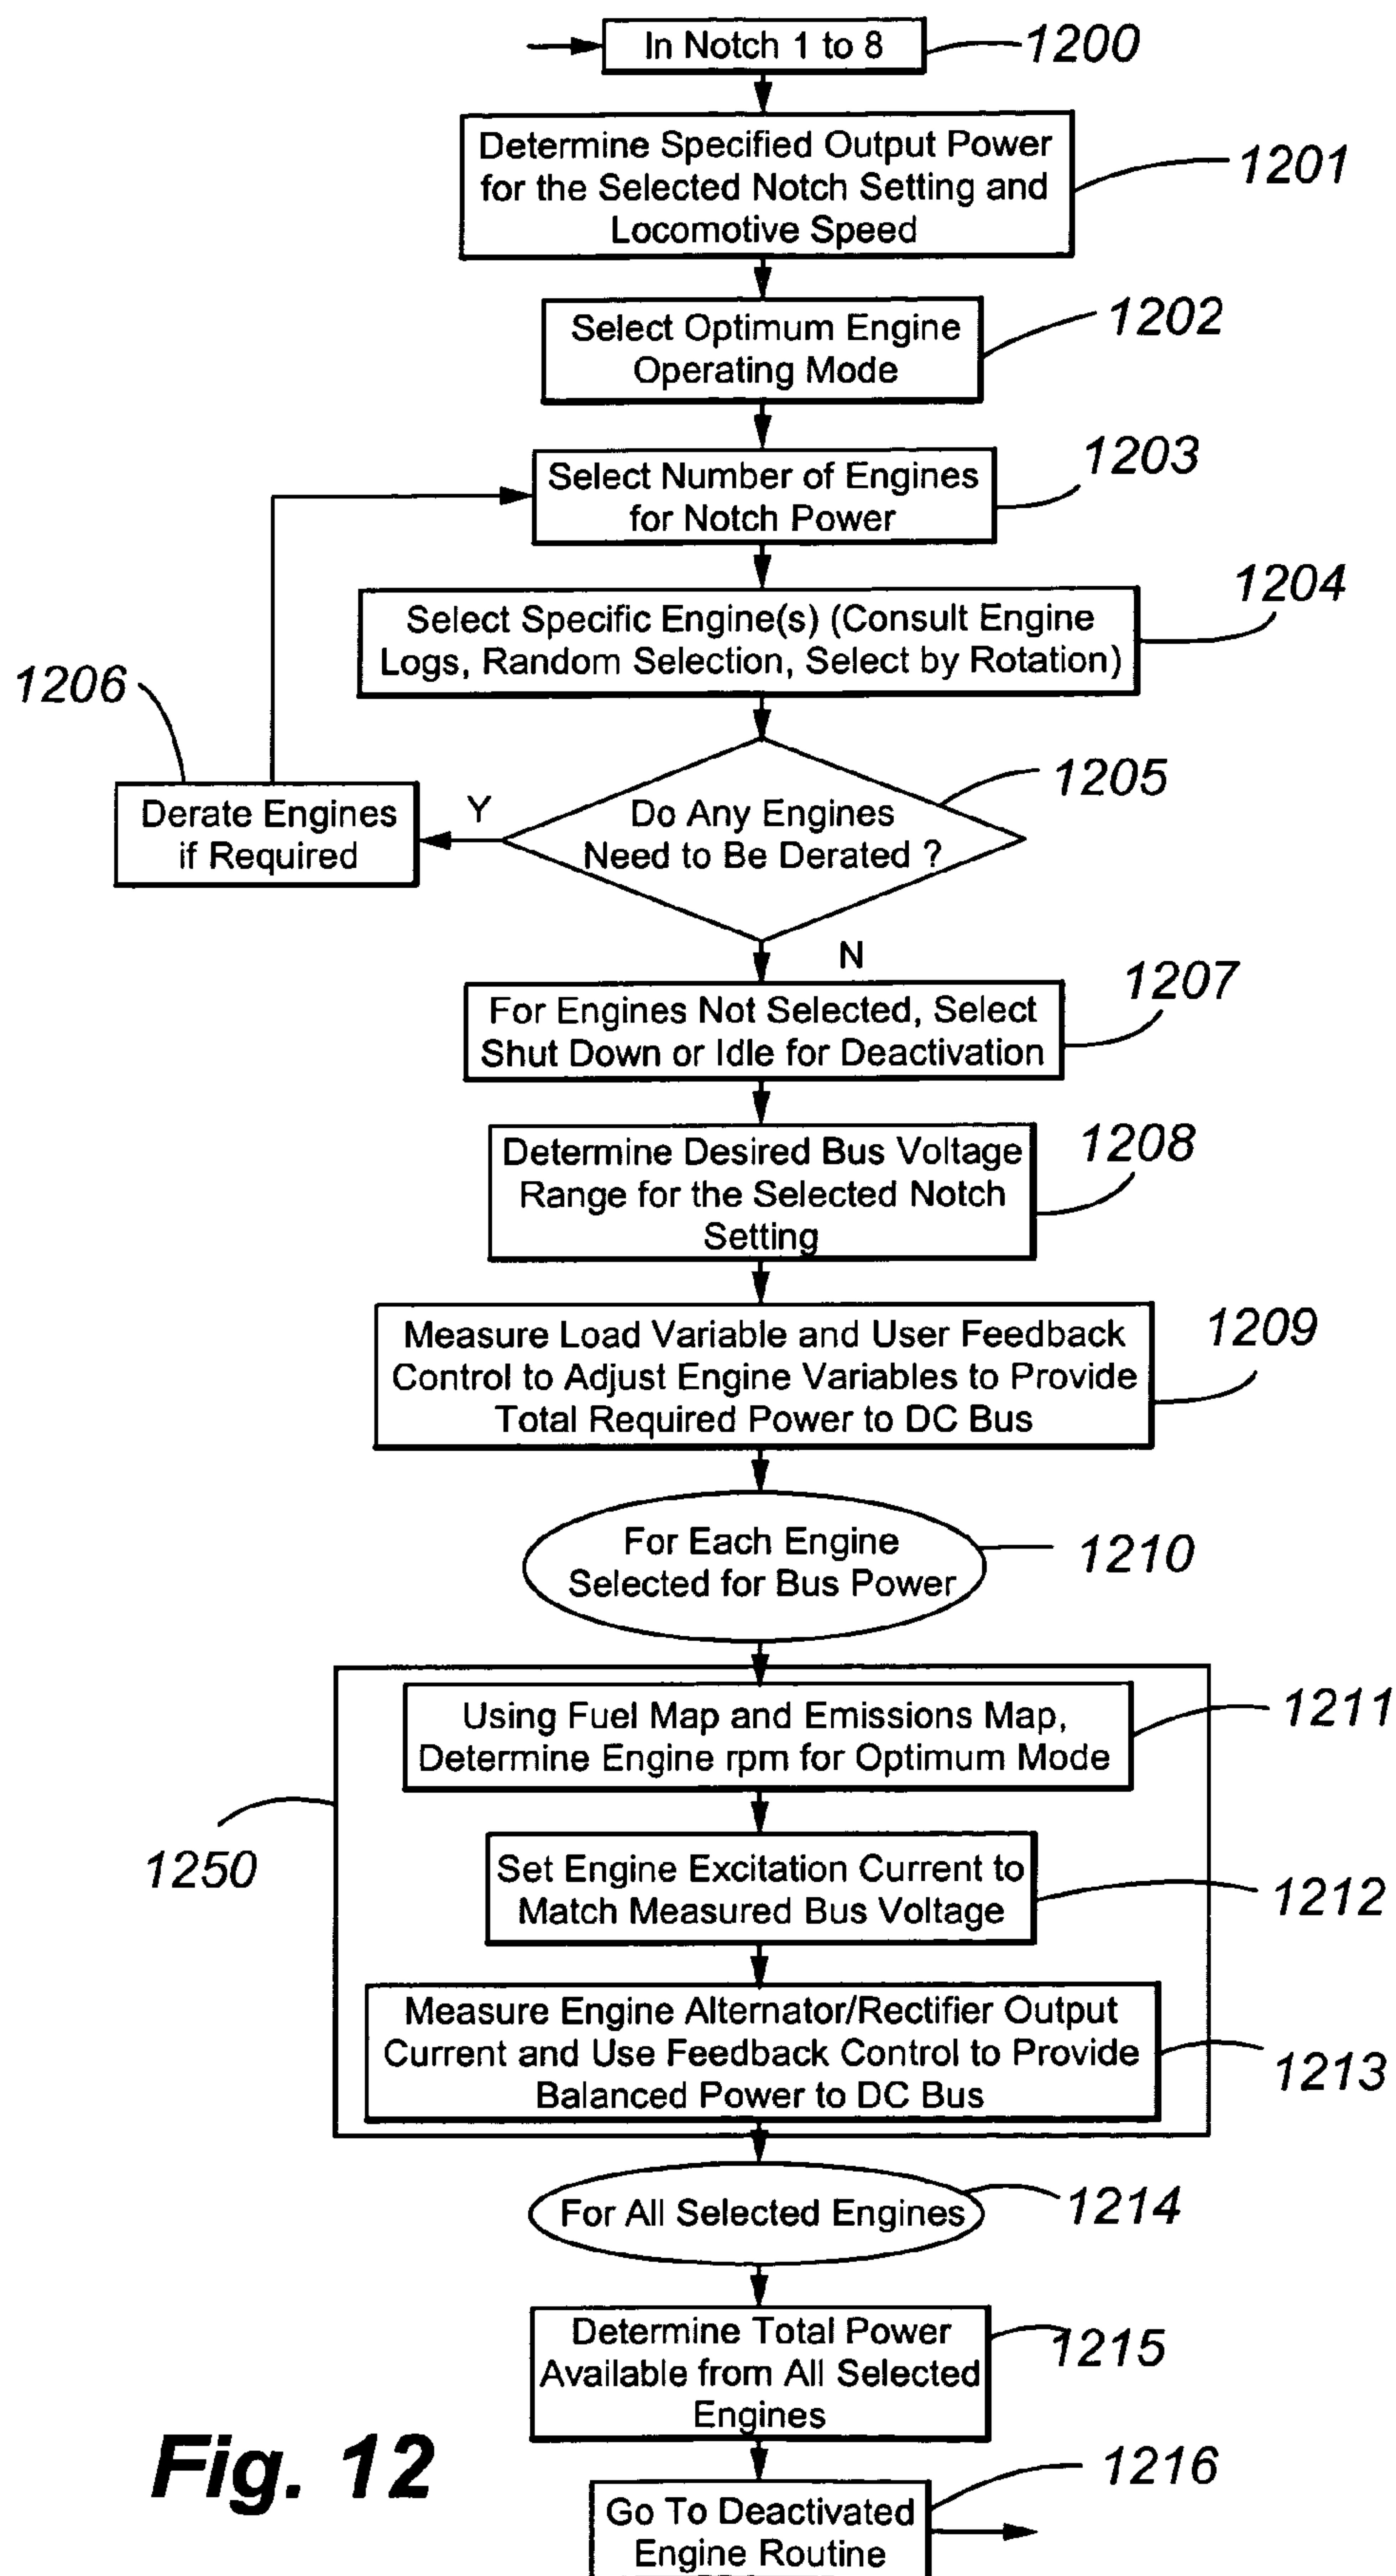 In Notch 1 to 8
1200
Determine Specified Output Power
for the Selected Notch Setting and
Locomotive Speed
1201
Select Optimum Engine
Operating Mode
1202
Select Number of Engines
for Notch Power
1203
Select Specific Engine(s) (Consult Engine
Logs, Random Selection, Select by Rotation)
1204
Do Any Engines
Need to Be Derated ?
1205
Y
Derate Engines
if Required
1206
N
For Engines Not Selected, Select
Shut Down or Idle for Deactivation
1207
Determine Desired Bus Voltage
Range for the Selected Notch
Setting
1208
Measure Load Variable and User Feedback
Control to Adjust Engine Variables to Provide
Total Required Power to DC Bus
1209
For Each Engine
Selected for Bus Power
1210
Using Fuel Map and Emissions Map,
Determine Engine rpm for Optimum Mode
1211
1250
Set Engine Excitation Current to
Match Measured Bus Voltage
1212
Measure Engine Alternator/Rectifier Output
Current and Use Feedback Control to Provide
Balanced Power to DC Bus
1213
For All Selected Engines
1214
Determine Total Power
Available from All Selected
Engines
1215
Go To Deactivated
Engine Routine
1216
Fig. 12